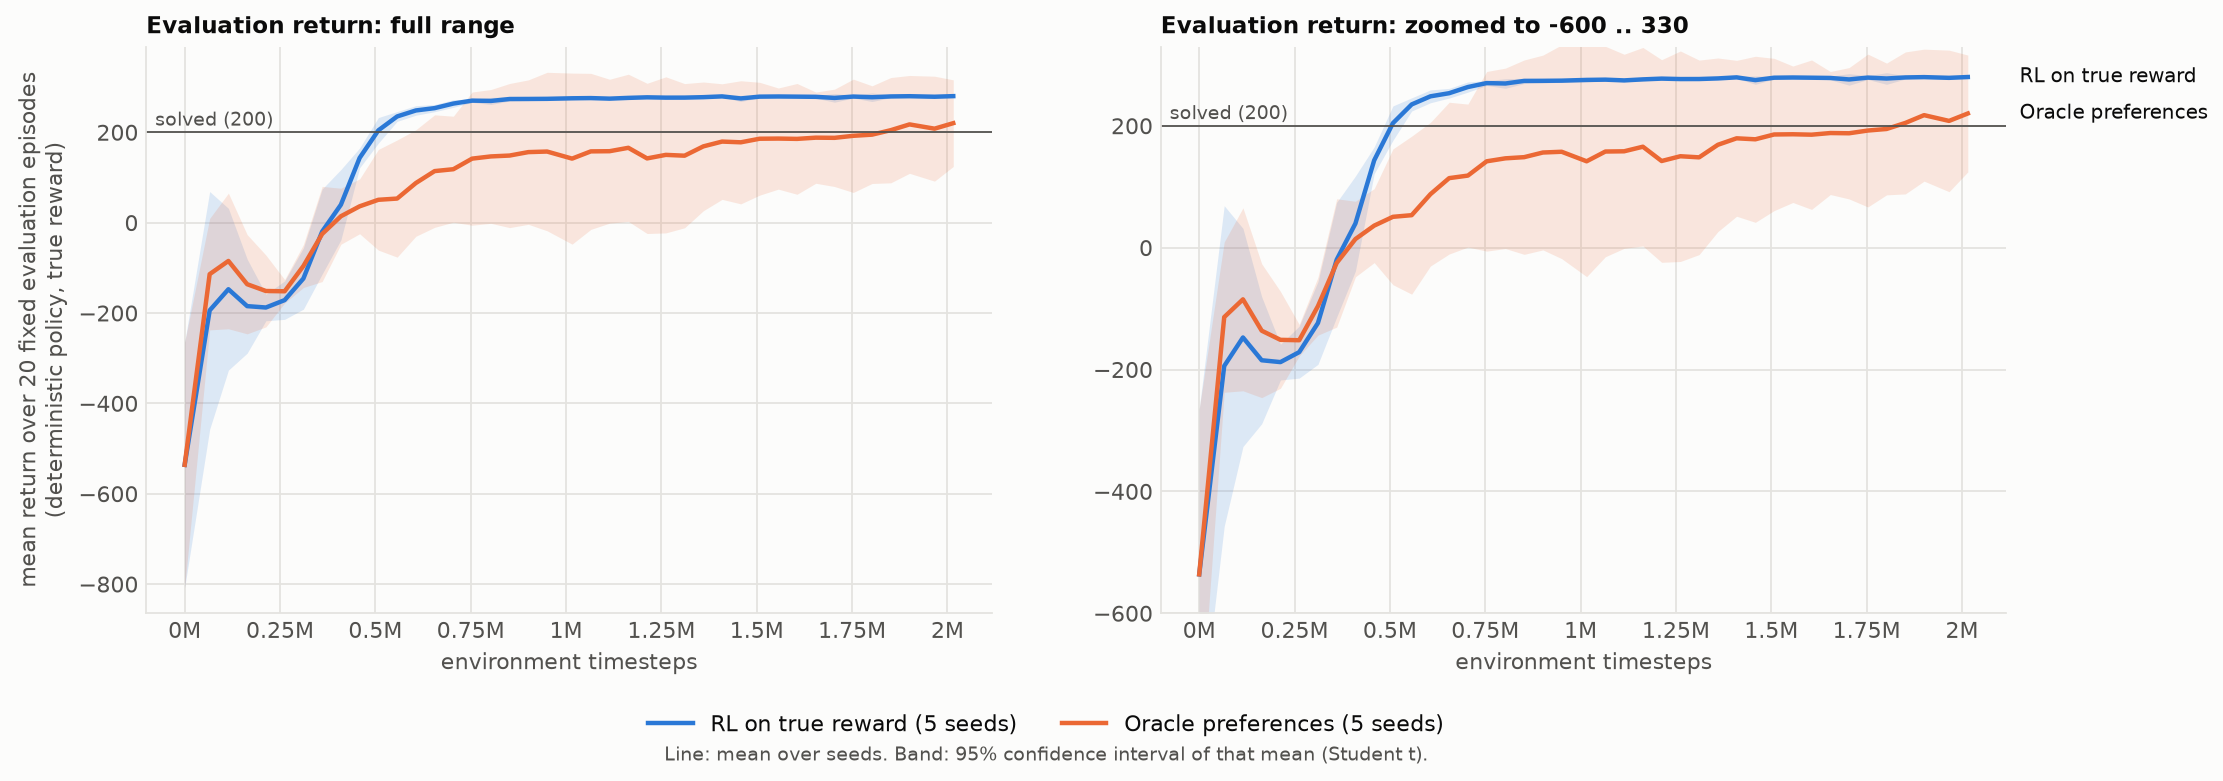 Evaluation return: full range
mean return over 20 fixed evaluation episodes
(deterministic policy, true reward)
solved (200)
200
0
−200
−400
−600
−800
0M
0.25M
0.5M
0.75M
1M
1.25M
1.5M
1.75M
2M
environment timesteps
Evaluation return: zoomed to -600 .. 330
solved (200)
200
0
−200
−400
−600
0M
0.25M
0.5M
0.75M
1M
1.25M
1.5M
1.75M
2M
environment timesteps
RL on true reward
Oracle preferences
RL on true reward (5 seeds)
Oracle preferences (5 seeds)
Line: mean over seeds. Band: 95% confidence interval of that mean (Student t).